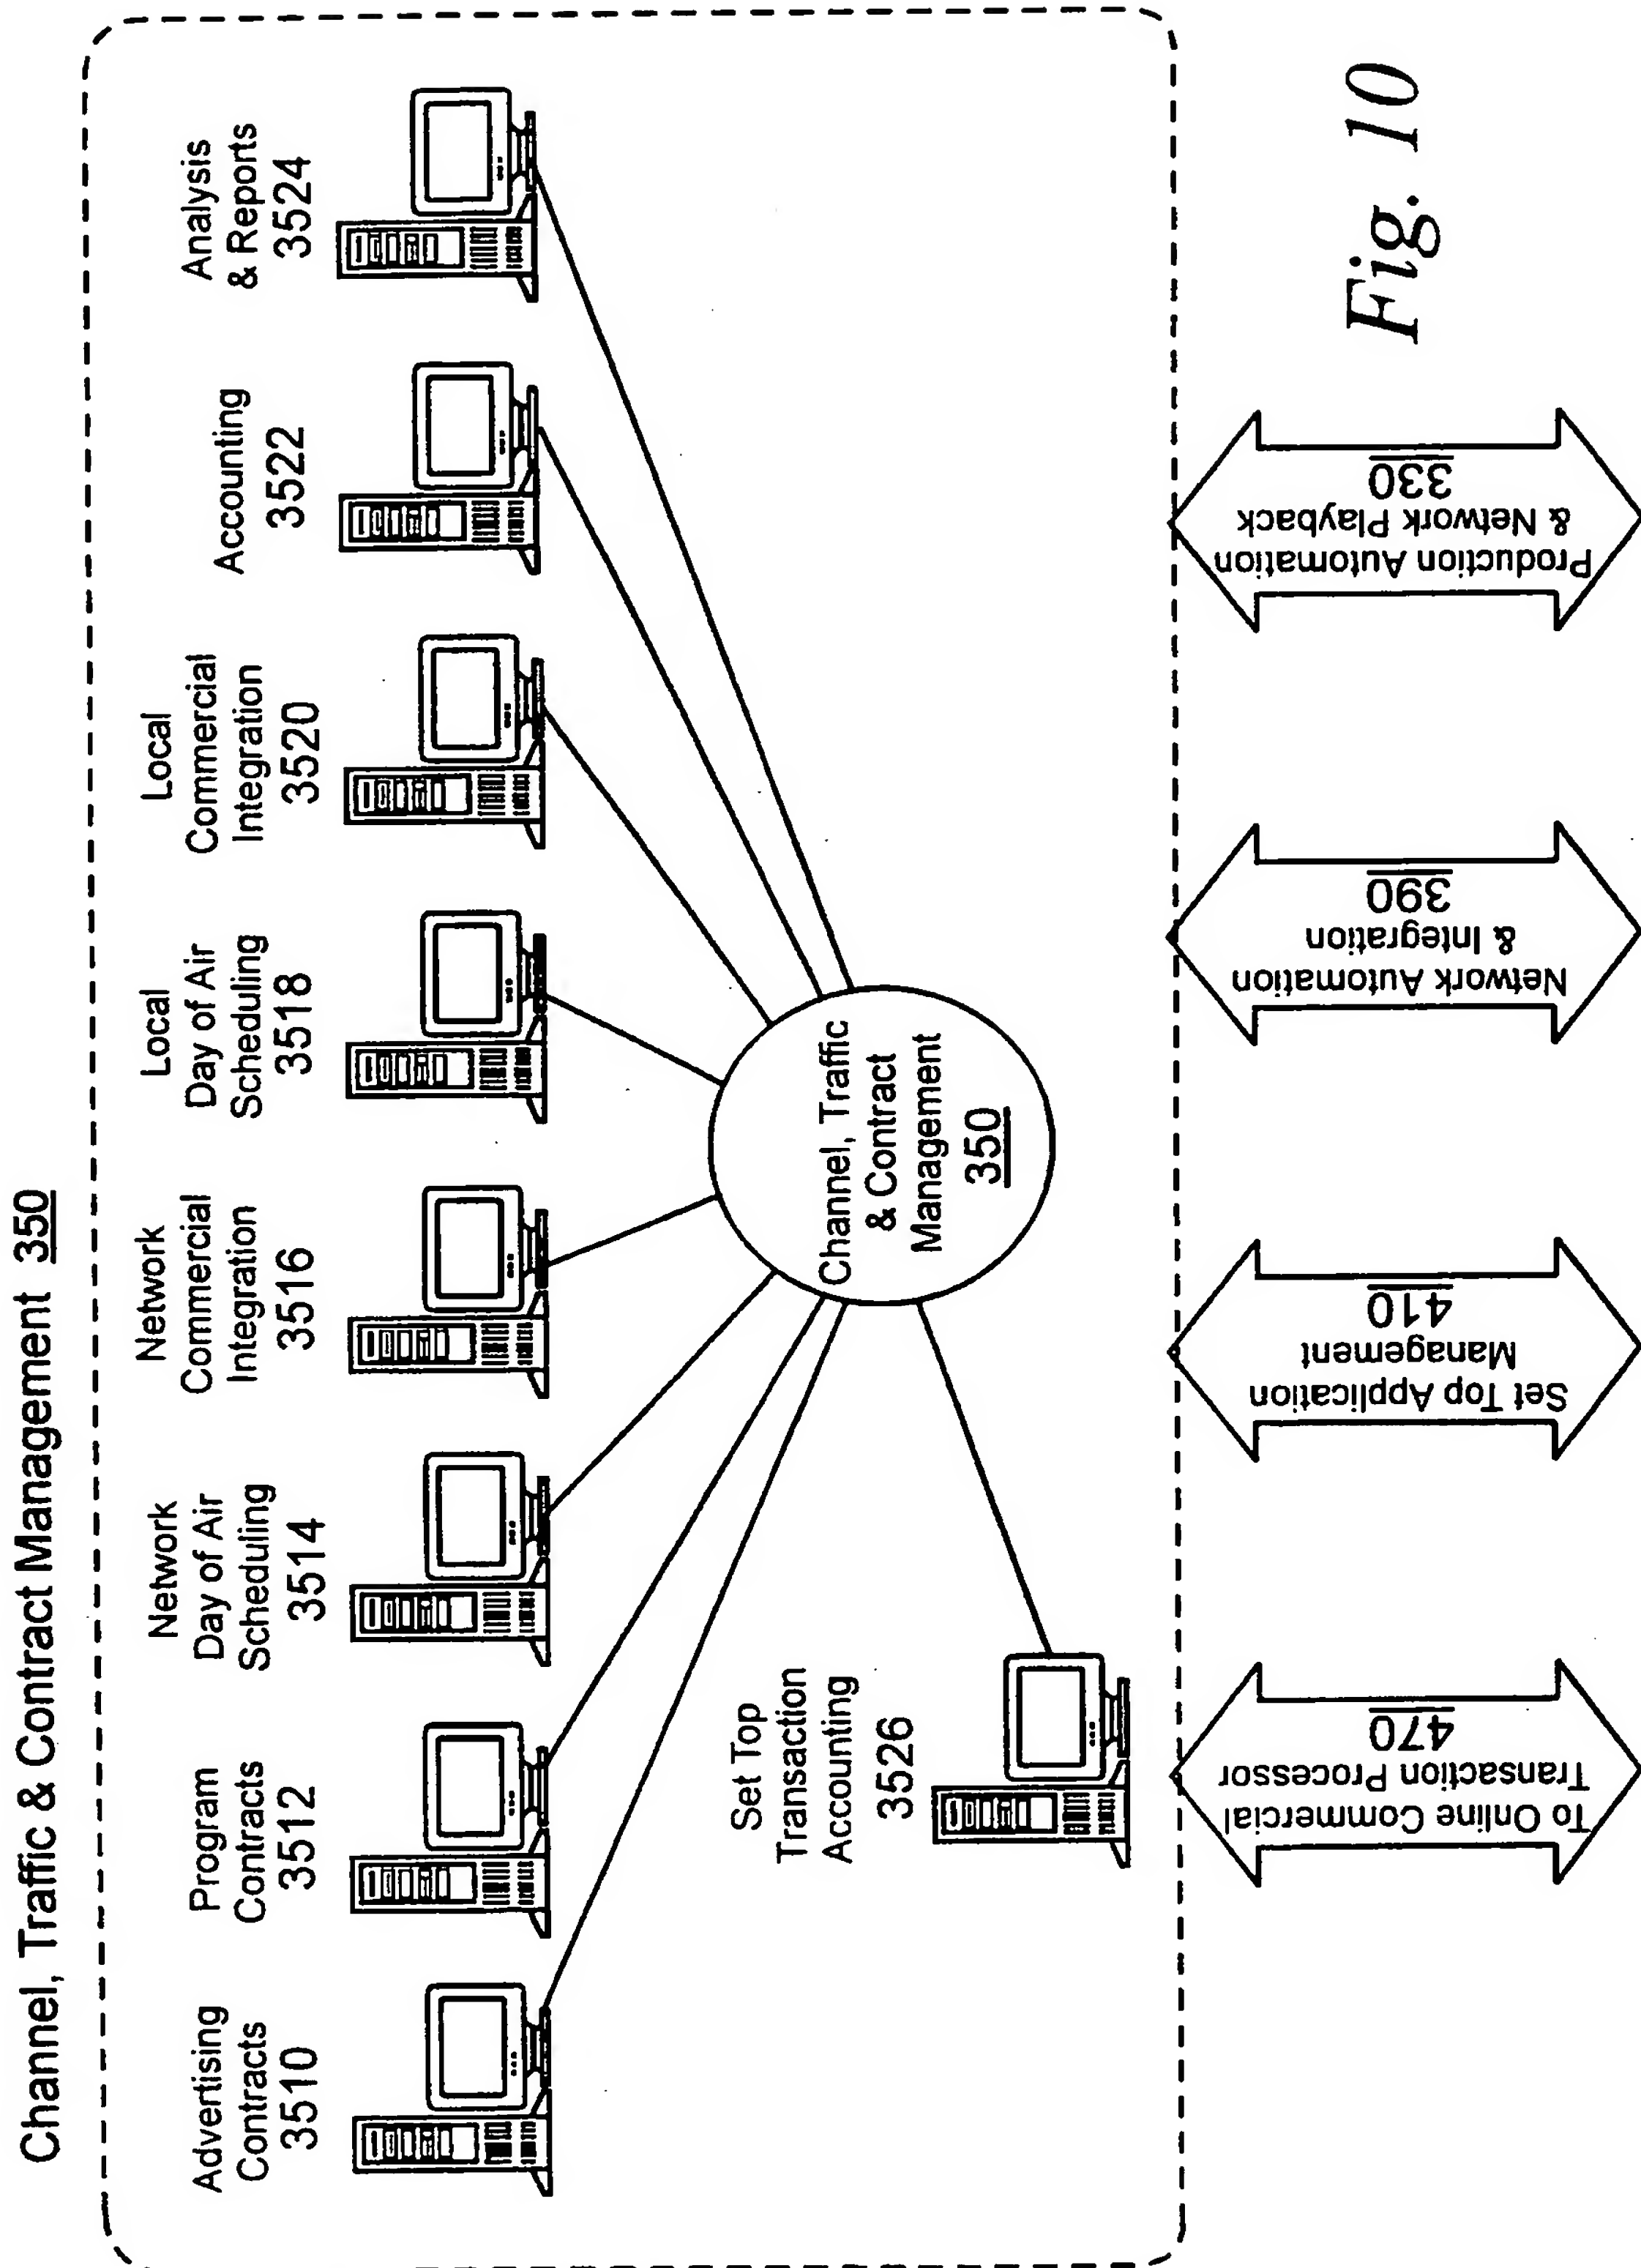 Channel, Traffic & Contract Management 350
Advertising
Contracts
3510
Program
Contracts
3512
Network
Day of Air
Scheduling
3514
Network
Commercial
Integration
3516
Local
Day of Air
Scheduling
3518
Local
Commercial
Integration
3520
Accounting
3522
Analysis
& Reports
3524
Channel, Traffic
& Contract
Management
350
Set Top
Transaction
Accounting
3526
To Online Commercial
Transaction Processor
470
Set Top Application
Management
410
Network Automation
& Integration
390
Production Automation
& Network Playback
330
Fig. 10